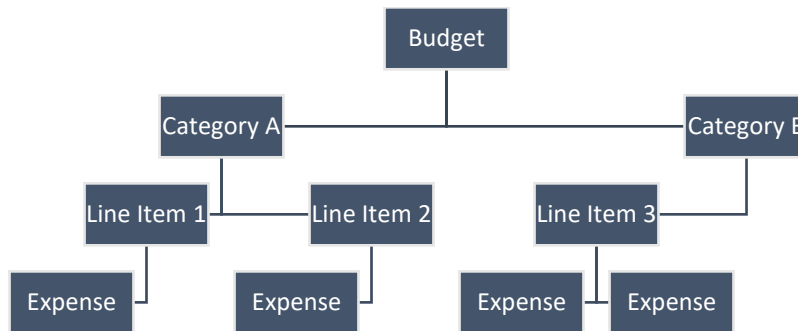 Budget
Category A
Category
Line Item 1
Line Item 2
Line Item 3
Expense
Expense
Expense
Expense